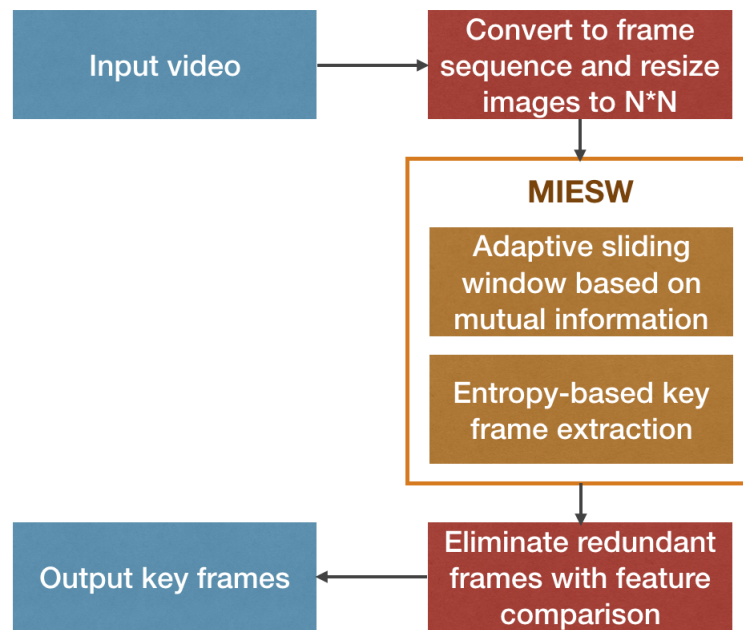 Input video
Convert to frame
sequence and resize
images to N*N
MIESW
Adaptive sliding
window based on
mutual information
Entropy-based key
frame extraction
Eliminate redundant
frames with feature
comparison
Output key frames